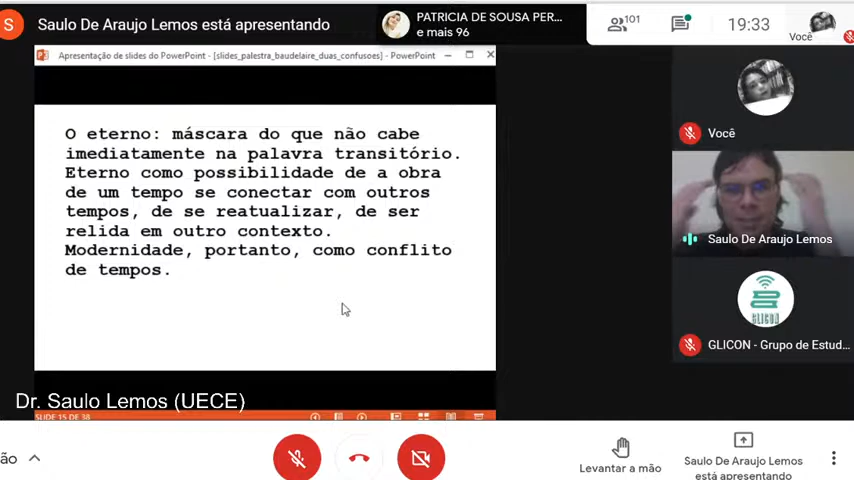 S Saulo De Araujo Lemos está apresentando
PATRICIA DE SOUSA PER...
e mais 96
101
19:33
Você
Apresentação de slides do PowerPoint - [slides_palestra_baudelaire_duas_confusoes] - PowerPoint
O eterno: máscara do que não cabe
imediatamente na palavra transitório.
Eterno como possibilidade de a obra
de um tempo se conectar com outros
tempos, de se reatualizar, de ser
relida em outro contexto.
Modernidade, portanto, como conflito
de tempos.
Você
Saulo De Araujo Lemos
GLICON
GLICON - Grupo de Estud...
Dr. Saulo Lemos (UECE)
SLIDE 15 DE 38
ão
Levantar a mão
Saulo De Araujo Lemos
está apresentando